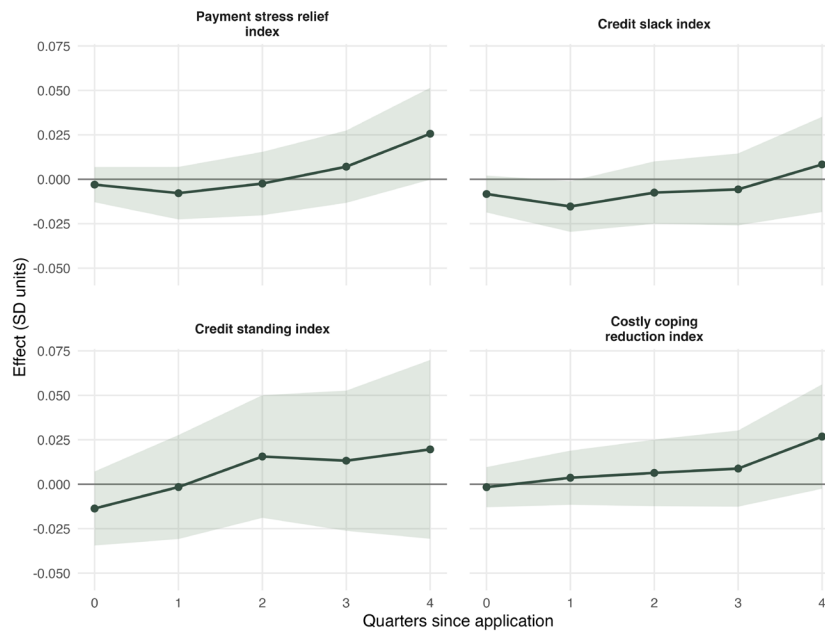 Payment stress relief
index
Credit slack index
0.075
0.050
0.025
0.000
-0.025
-0.050
Effect (SD units)
Credit standing index
Costly coping
reduction index
0.075
0.050
0.025
0.000
-0.025
-0.050
0 1 2 3 4 0 1 2 3 4
Quarters since application